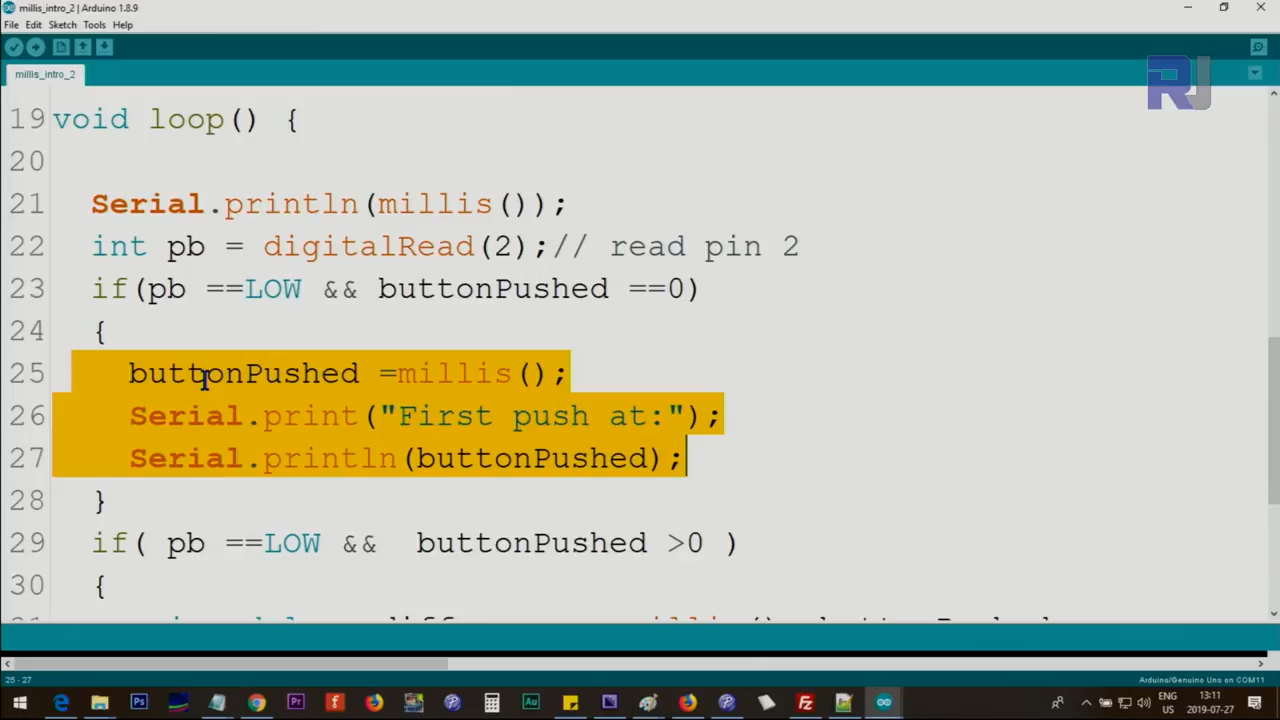 millis_intro_2 | Arduino 1.8.9
File Edit Sketch Tools Help
millis_intro_2
RJ
19 void loop() {
20
21 Serial.println(millis());
22 int pb = digitalRead(2);// read pin 2
23 if(pb ==LOW && buttonPushed ==0)
24 {
25 buttonPushed =millis();
26 Serial.print("First push at:");
27 Serial.println(buttonPushed);
28 }
29 if( pb ==LOW && buttonPushed >0 )
30 {
25 - 27
Arduino/Genuino Uno on COM11
ENG 13:11
US 2019-07-27